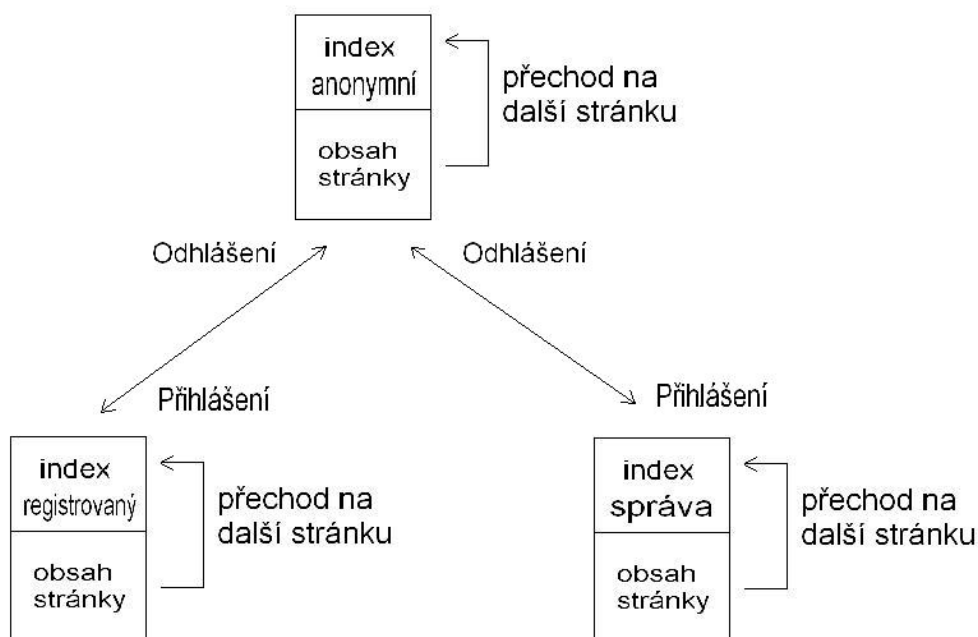 index
anonymní
přechod na
další stránku
obsah
stránky
Odhlášení
Odhlášení
Přihlášení
Přihlášení
index
registrovaný
přechod na
další stránku
obsah
stránky
index
správa
přechod na
další stránku
obsah
stránky